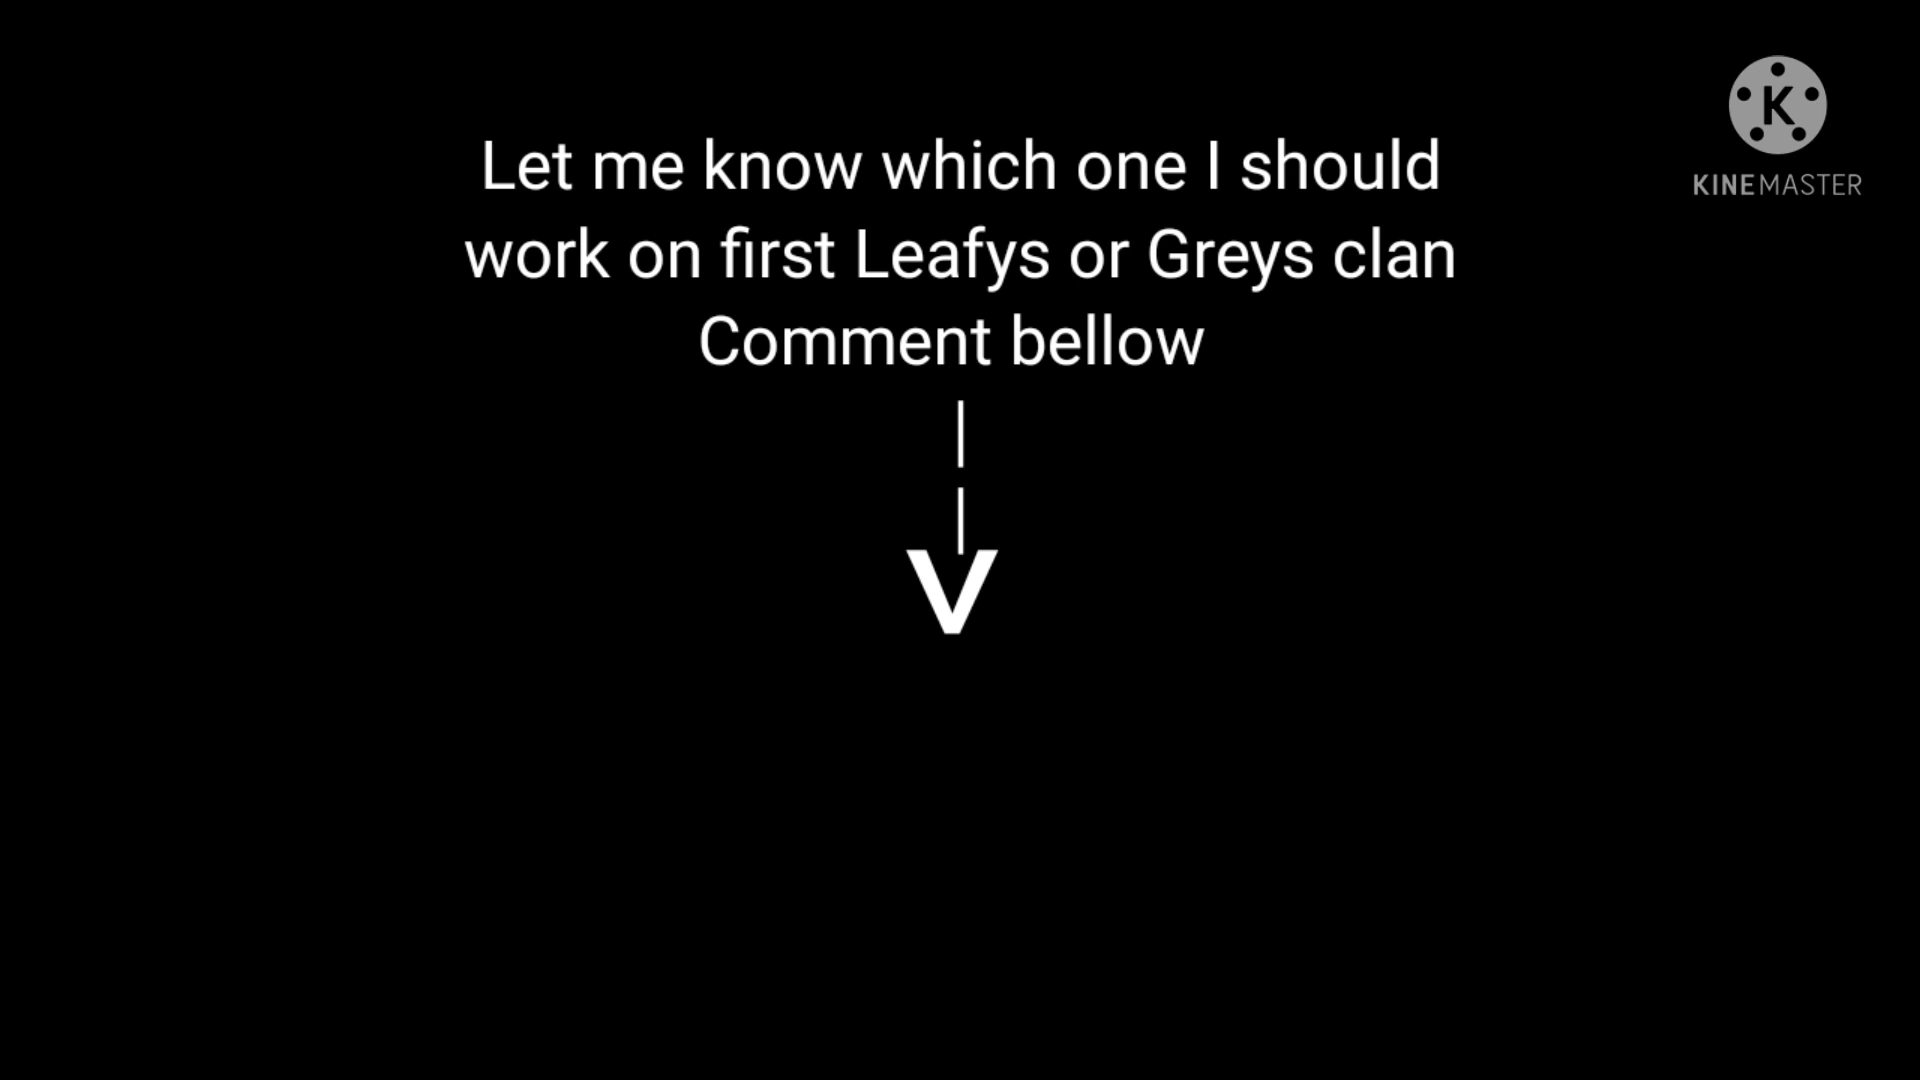 Let me know which one I should
work on first Leafys or Greys clan
Comment bellow
|
|
V
K
KINEMASTER